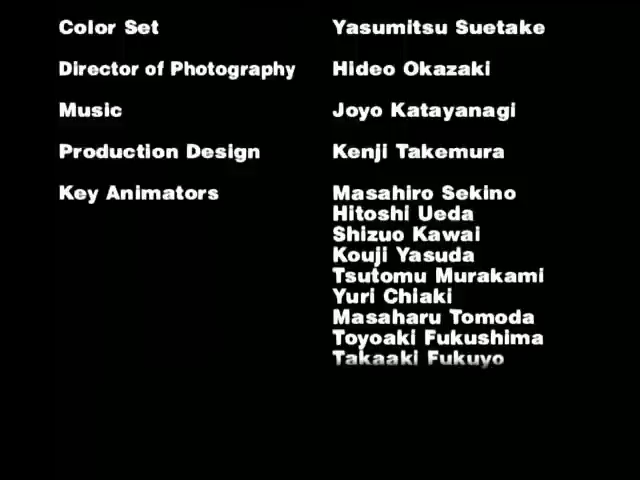 Color Set Yasumitsu Suetake
Director of Photography Hideo Okazaki
Music Joyo Katayanagi
Production Design Kenji Takemura
Key Animators Masahiro Sekino
Hitoshi Ueda
Shizuo Kawai
Kouji Yasuda
Tsutomu Murakami
Yuri Chiaki
Masaharu Tomoda
Toyoaki Fukushima
Takaaki Fukuyo